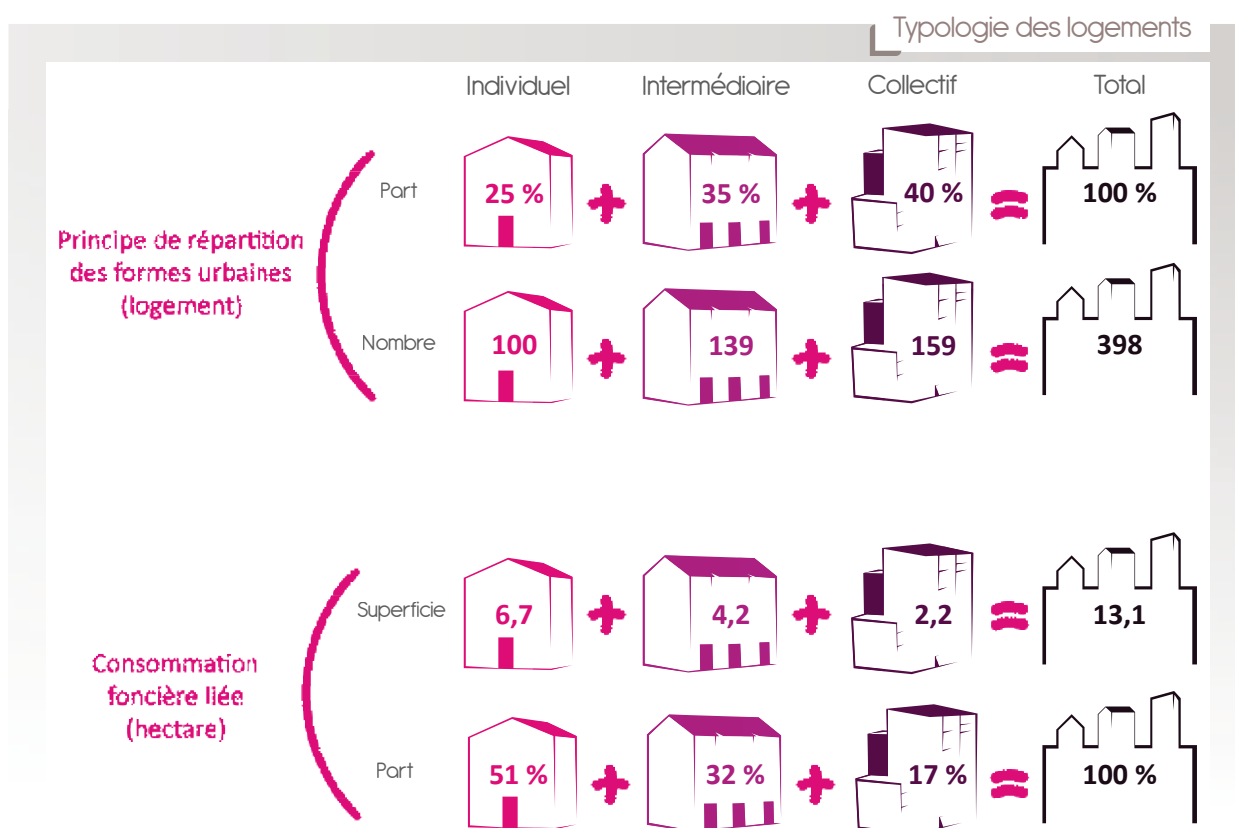 Typologie des logements
Individuel Intermédiaire Collectif Total
Part 25 % 35 % 40 % 100 %
Principe de répartition
des formes urbaines
(logement)
Nombre 100 139 159 398
Superficie 6,7 4,2 2,2 13,1
Consommation
foncière liée
(hectare)
Part 51 % 32 % 17 % 100 %